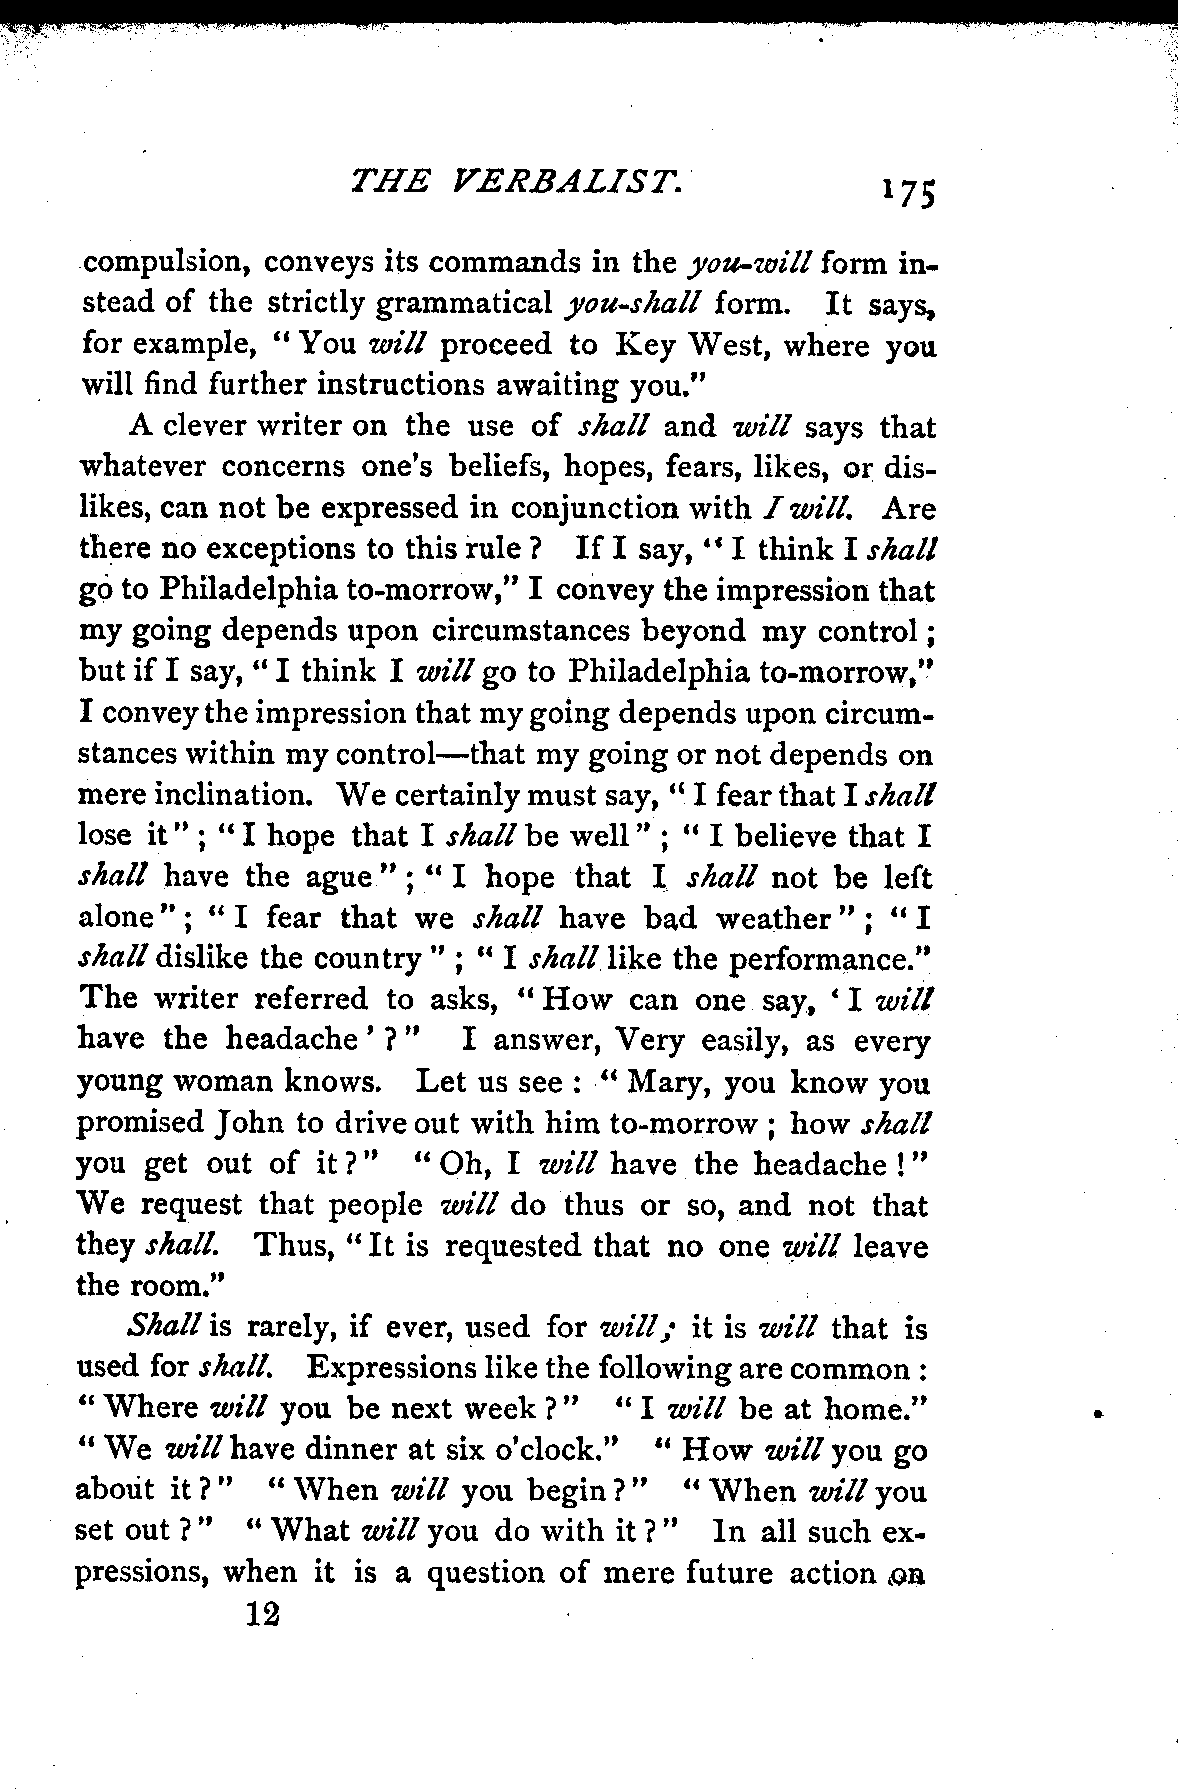 THE VERBALIST. 175
compulsion, conveys its commands in the you-will form in-
stead of the strictly grammatical you-shall form. It says,
for example, "You will proceed to Key West, where you
will find further instructions awaiting you."
A clever writer on the use of shall and will says that
whatever concerns one's beliefs, hopes, fears, likes, or dis-
likes, can not be expressed in conjunction with I will. Are
there no exceptions to this rule? If I say, "I think I shall
go to Philadelphia to-morrow," I convey the impression that
my going depends upon circumstances beyond my control;
but if I say, "I think I will go to Philadelphia to-morrow,"
I convey the impression that my going depends upon circum-
stances within my control—that my going or not depends on
mere inclination. We certainly must say, "I fear that I shall
lose it"; "I hope that I shall be well"; "I believe that I
shall have the ague"; "I hope that I shall not be left
alone"; "I fear that we shall have bad weather"; "I
shall dislike the country"; "I shall like the performance."
The writer referred to asks, "How can one say, 'I will
have the headache'?" I answer, Very easily, as every
young woman knows. Let us see: "Mary, you know you
promised John to drive out with him to-morrow; how shall
you get out of it?" "Oh, I will have the headache!"
We request that people will do thus or so, and not that
they shall. Thus, "It is requested that no one will leave
the room."
Shall is rarely, if ever, used for will; it is will that is
used for shall. Expressions like the following are common:
"Where will you be next week?" "I will be at home."
"We will have dinner at six o'clock." "How will you go
about it?" "When will you begin?" "When will you
set out?" "What will you do with it?" In all such ex-
pressions, when it is a question of mere future action on
12